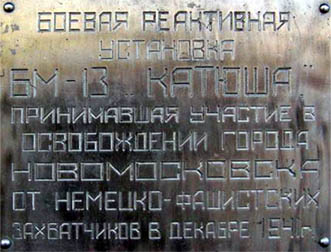 БОЕВАЯ РЕАКТИВНАЯ
УСТАНОВКА
"БМ-13 „КАТЮША"
ПРИНИМАВШАЯ УЧАСТИЕ В
ОСВОБОЖДЕНИИ ГОРОДА
НОВОМОСКОВСКА
ОТ НЕМЕЦКО-ФАШИСТСКИХ
ЗАХВАТЧИКОВ В ДЕКАБРЕ 1941г.